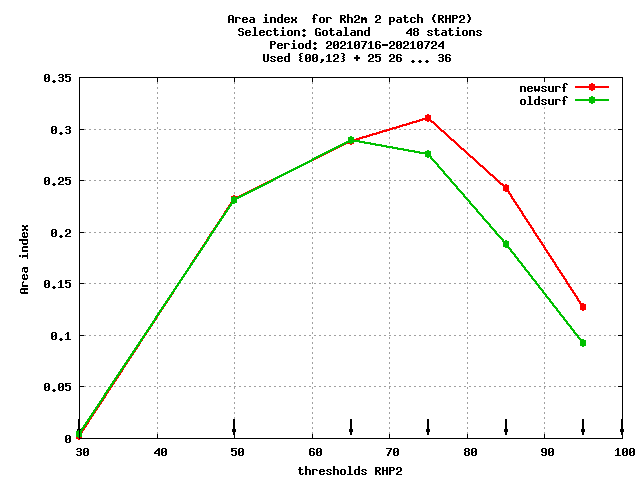 Area index  for Rh2m 2 patch (RHP2)
Selection: Gotaland     48 stations
Period: 20210716-20210724
Used {00,12} + 25 26 ... 36
newsurf
oldsurf
0.35
0.3
0.25
0.2
0.15
0.1
0.05
0
Area index
30 40 50 60 70 80 90 100
thresholds RHP2